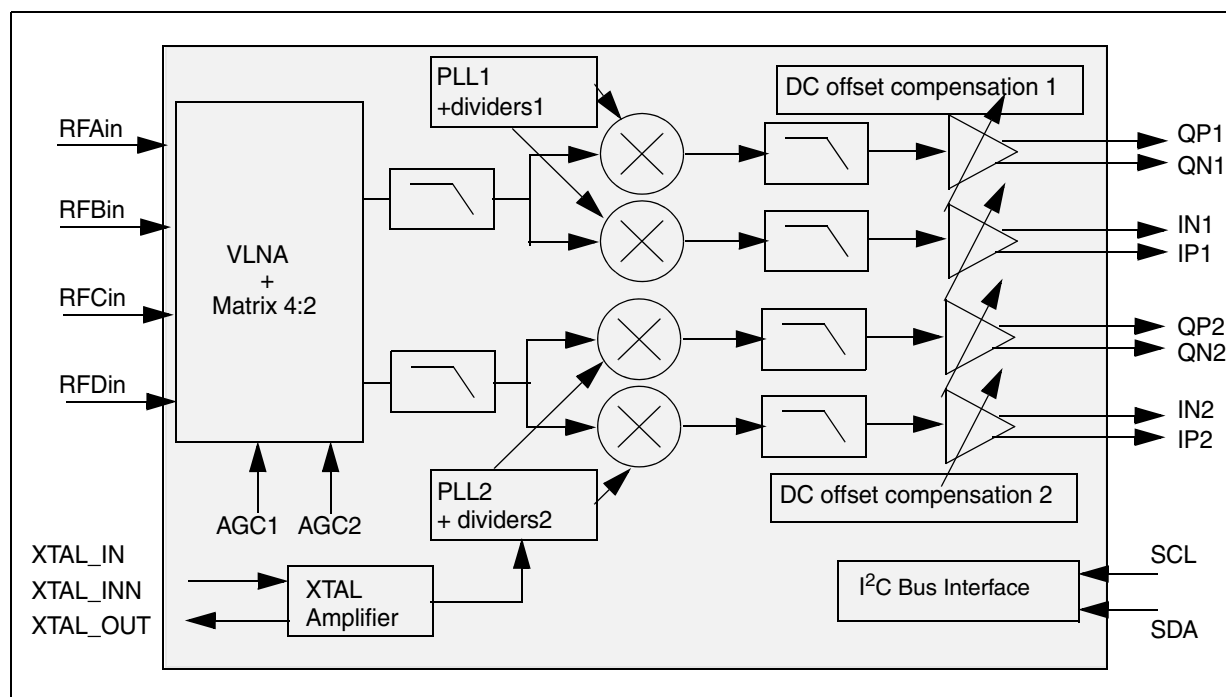 PLL1
+dividers1
DC offset compensation 1
RFAin
RFBin
RFCin
RFDin
VLNA
+
Matrix 4:2
QP1
QN1
IN1
IP1
QP2
QN2
IN2
IP2
AGC1
AGC2
PLL2
+ dividers2
DC offset compensation 2
XTAL_IN
XTAL_INN
XTAL_OUT
XTAL
Amplifier
I²C Bus Interface
SCL
SDA